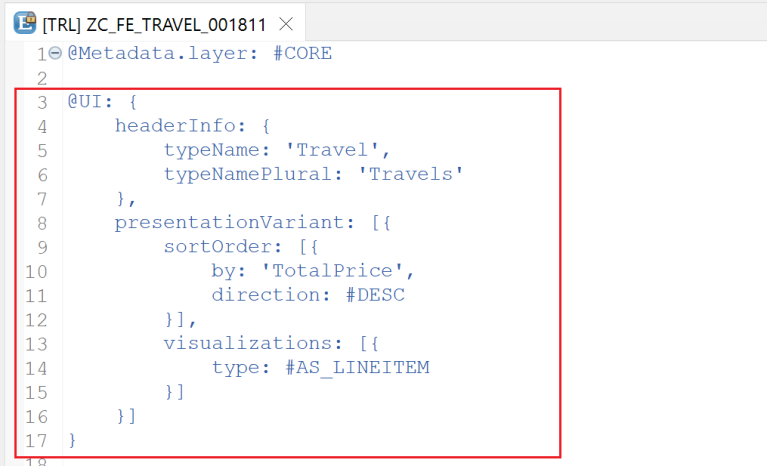 [TRL] ZC_FE_TRAVEL_001811
1 @Metadata.layer: #CORE
2
3 @UI: {
4     headerInfo: {
5         typeName: 'Travel',
6         typeNamePlural: 'Travels'
7     },
8     presentationVariant: [{
9         sortOrder: [{
10             by: 'TotalPrice',
11             direction: #DESC
12         }],
13         visualizations: [{
14             type: #AS_LINEITEM
15         }]
16     }]
17 }
18